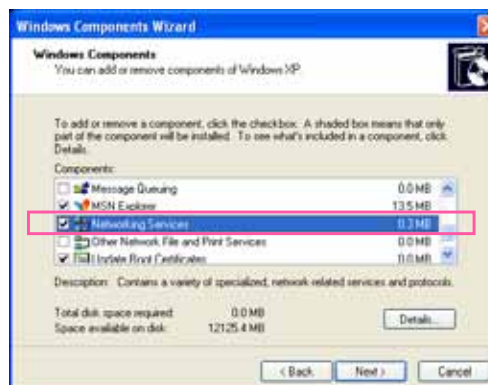 Windows Components Wizard
Windows Components
You can add or remove components of Windows XP.
To add or remove a component, click the checkbox. A shaded box means that only
part of the component will be installed. To see what's included in a component, click
Details.
Components:
Message Queuing 0.0 MB
MSN Explorer 13.5 MB
Networking Services 0.3 MB
Other Network File and Print Services 0.0 MB
Update Root Certificates 0.0 MB
Description: Contains a variety of specialized, network-related services and protocols.
Total disk space required: 0.0 MB
Space available on disk: 12125.4 MB
Details...
< Back Next > Cancel